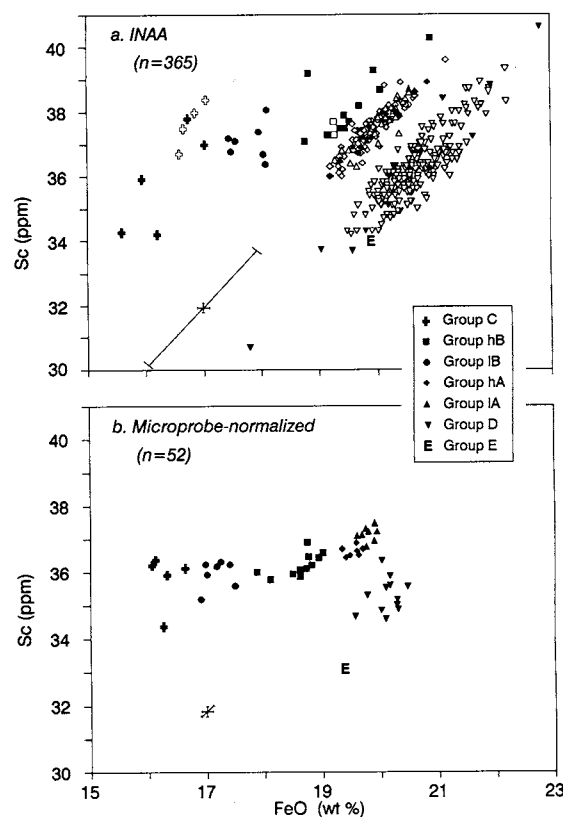 41
a. INAA
40
(n=365)
38
36
Sc (ppm)
E
34
32
Group C
Group hB
Group lB
Group hA
Group lA
Group D
E Group E
30
41
b. Microprobe-normalized
40
(n=52)
38
36
Sc (ppm)
34
E
32
30
15 17 19 21 23
FeO (wt %)